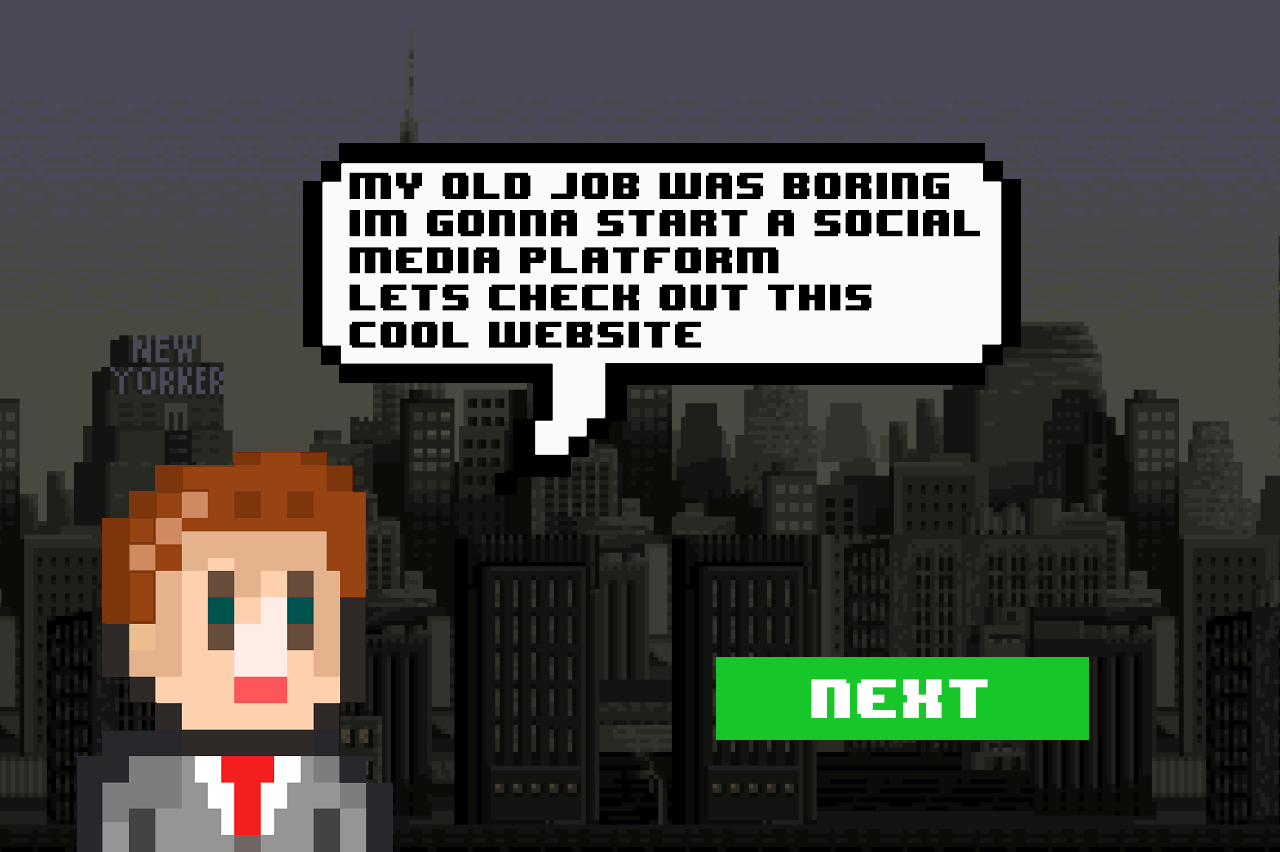 MY OLD JOB WAS BORING
IM GONNA START A SOCIAL
MEDIA PLATFORM
LETS CHECK OUT THIS
COOL WEBSITE
NEW
YORKER
NEXT